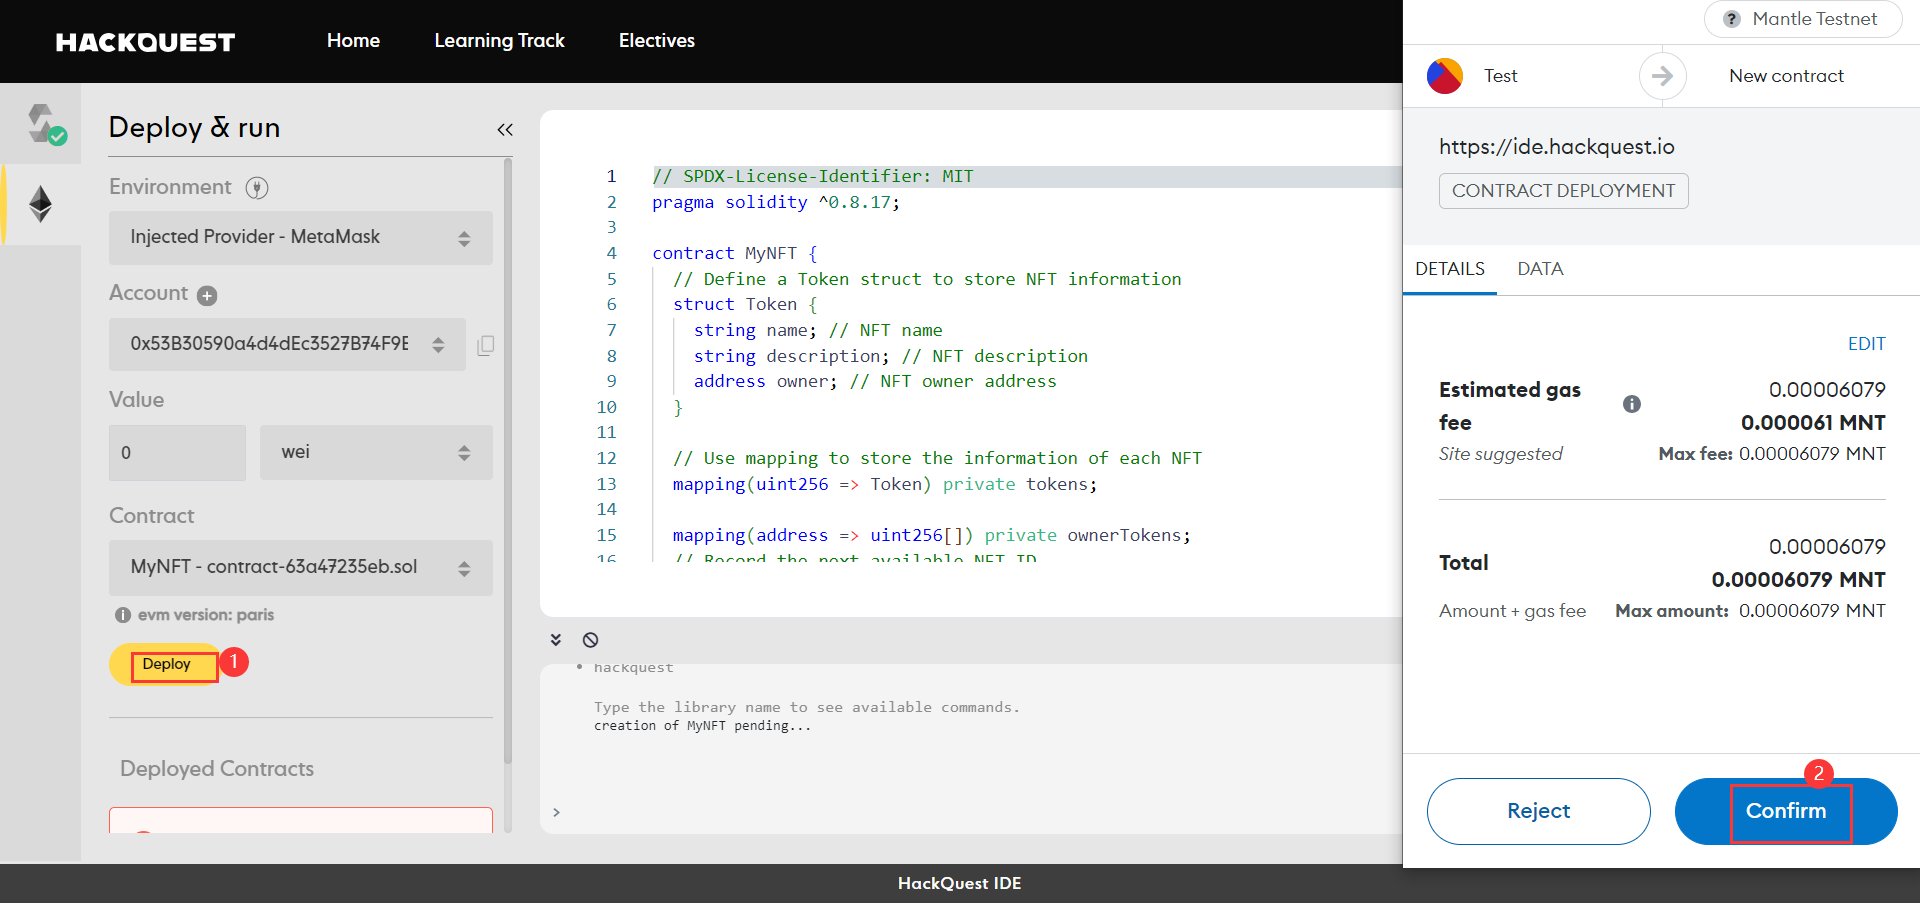 HACKQUEST
Home
Learning Track
Electives
Deploy & run
Environment
Injected Provider - MetaMask
Account
0x53B30590a4d4dEc3527B74F9E
Value
0
wei
Contract
MyNFT - contract-63a47235eb.sol
evm version: paris
Deploy
1
Deployed Contracts
1 // SPDX-License-Identifier: MIT
2 pragma solidity ^0.8.17;
3
4 contract MyNFT {
5 // Define a Token struct to store NFT information
6 struct Token {
7 string name; // NFT name
8 string description; // NFT description
9 address owner; // NFT owner address
10 }
11
12 // Use mapping to store the information of each NFT
13 mapping(uint256 => Token) private tokens;
14
15 mapping(address => uint256[]) private ownerTokens;
16 // Record the next available NFT ID
hackquest
Type the library name to see available commands.
creation of MyNFT pending...
>
Mantle Testnet
Test
New contract
https://ide.hackquest.io
CONTRACT DEPLOYMENT
DETAILS
DATA
EDIT
Estimated gas fee
0.00006079
0.000061 MNT
Site suggested
Max fee: 0.00006079 MNT
Total
0.00006079
0.00006079 MNT
Amount + gas fee
Max amount: 0.00006079 MNT
2
Reject
Confirm
HackQuest IDE